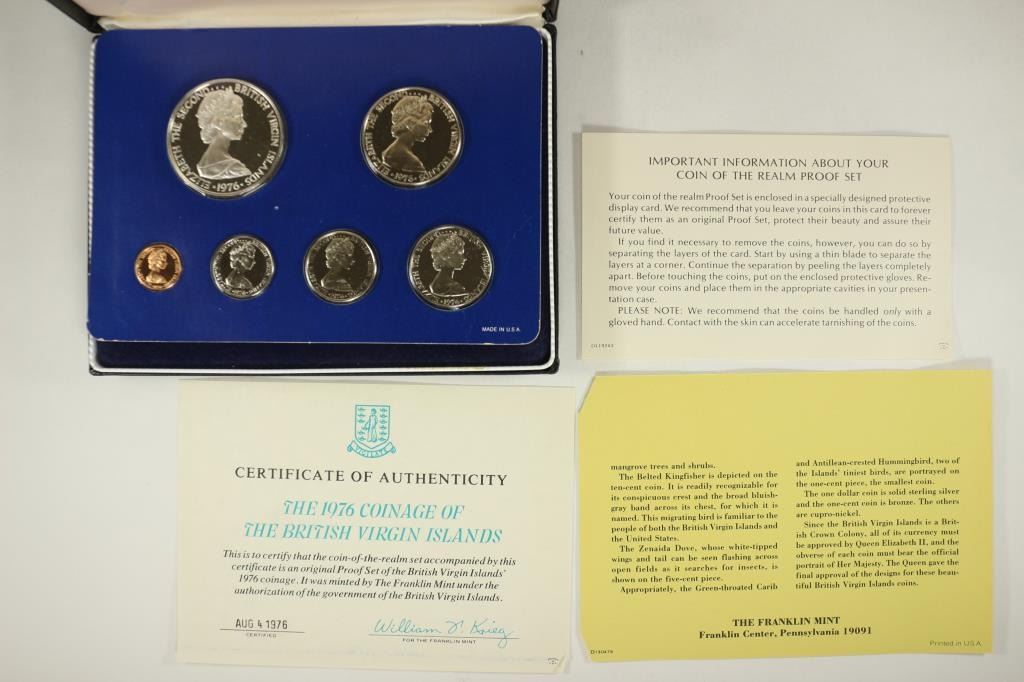 ELIZABETH THE SECOND BRITISH VIRGIN ISLANDS
·1976·
ELIZABETH THE SECOND BRITISH VIRGIN ISLANDS
·1976·
1976
MADE IN U.S.A.
IMPORTANT INFORMATION ABOUT YOUR
COIN OF THE REALM PROOF SET
Your coin of the realm Proof Set is enclosed in a specially designed protective
display card. We recommend that you leave your coins in this card to forever
certify them as an original Proof Set, protect their beauty and assure their
future value.
If you find it necessary to remove the coins, however, you can do so by
separating the layers of the card. Start by using a thin blade to separate the
layers at a corner. Continue the separation by peeling the layers completely
apart. Before touching the coins, put on the enclosed protective gloves. Re-
move your coins and place them in the appropriate cavities in your presen-
tation case.
PLEASE NOTE: We recommend that the coins be handled only with a
gloved hand. Contact with the skin can accelerate tarnishing of the coins.
CERTIFICATE OF AUTHENTICITY
THE 1976 COINAGE OF
THE BRITISH VIRGIN ISLANDS
This is to certify that the coin-of-the-realm set accompanied by this
certificate is an original Proof Set of the British Virgin Islands'
1976 coinage. It was minted by The Franklin Mint under the
authorization of the government of the British Virgin Islands.
AUG 4 1976
CERTIFIED
William T. Krieg
FOR THE FRANKLIN MINT
mangrove trees and shrubs.
The Belted Kingfisher is depicted on the
ten-cent coin. It is readily recognizable for
its conspicuous crest and the broad bluish-
gray band across its chest, for which it is
named. This migrating bird is familiar to the
people of both the British Virgin Islands and
the United States.
The Zenaida Dove, whose white-tipped
wings and tail can be seen flashing across
open fields as it searches for insects, is
shown on the five-cent piece.
Appropriately, the Green-throated Carib
and Antillean-crested Hummingbird, two of
the Islands' tiniest birds, are portrayed on
the one-cent piece, the smallest coin.
The one dollar coin is solid sterling silver
and the one-cent coin is bronze. The others
are cupro-nickel.
Since the British Virgin Islands is a Brit-
ish Crown Colony, all of its currency must
be approved by Queen Elizabeth II, and the
obverse of each coin must bear the official
portrait of Her Majesty. The Queen gave the
final approval of the designs for these beau-
tiful British Virgin Islands coins.
THE FRANKLIN MINT
Franklin Center, Pennsylvania 19091
Printed in U.S.A.